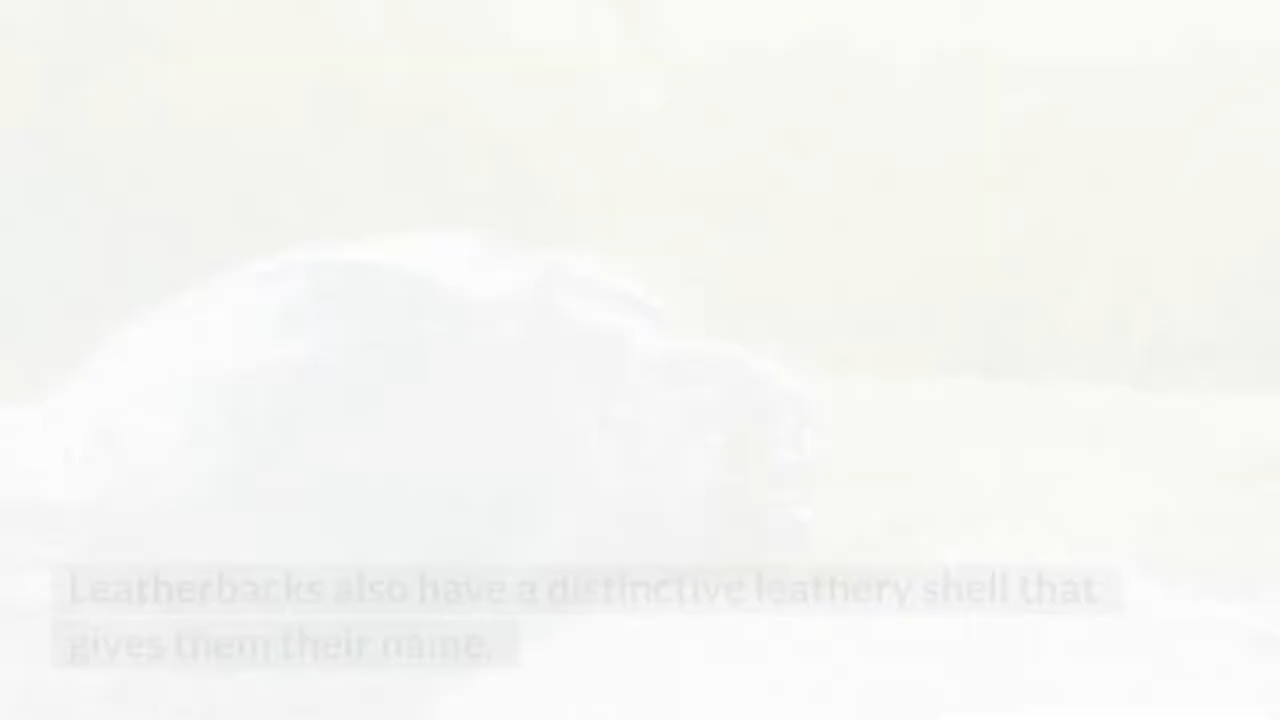 Leatherbacks also have a distinctive leathery shell that
gives them their name.